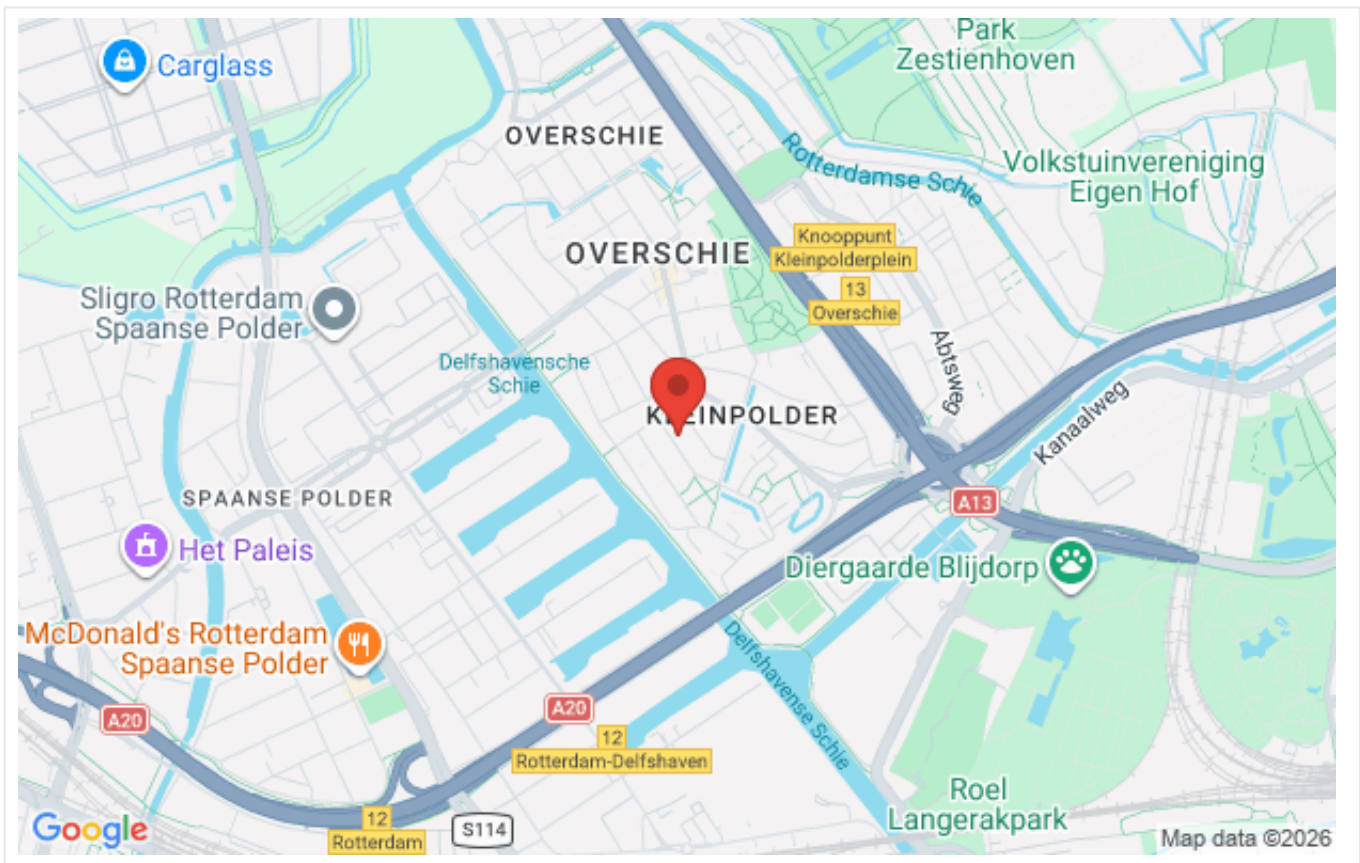 Park
Zestienhoven
Carglass
OVERSCHIE
Rotterdamse Schie
Volkstuinvereniging
Eigen Hof
Knooppunt
Kleinpolderplein
OVERSCHIE
13
Overschie
Sligro Rotterdam
Spaanse Polder
Abtsweg
Delfshavensche
Schie
KLEINPOLDER
Kanaalweg
SPAANSE POLDER
A13
Het Paleis
Diergaarde Blijdorp
McDonald's Rotterdam
Spaanse Polder
Delfshavense Schie
A20
A20
12
Rotterdam-Delfshaven
Roel
Langerakpark
12
Rotterdam
S114
Google
Map data ©2026